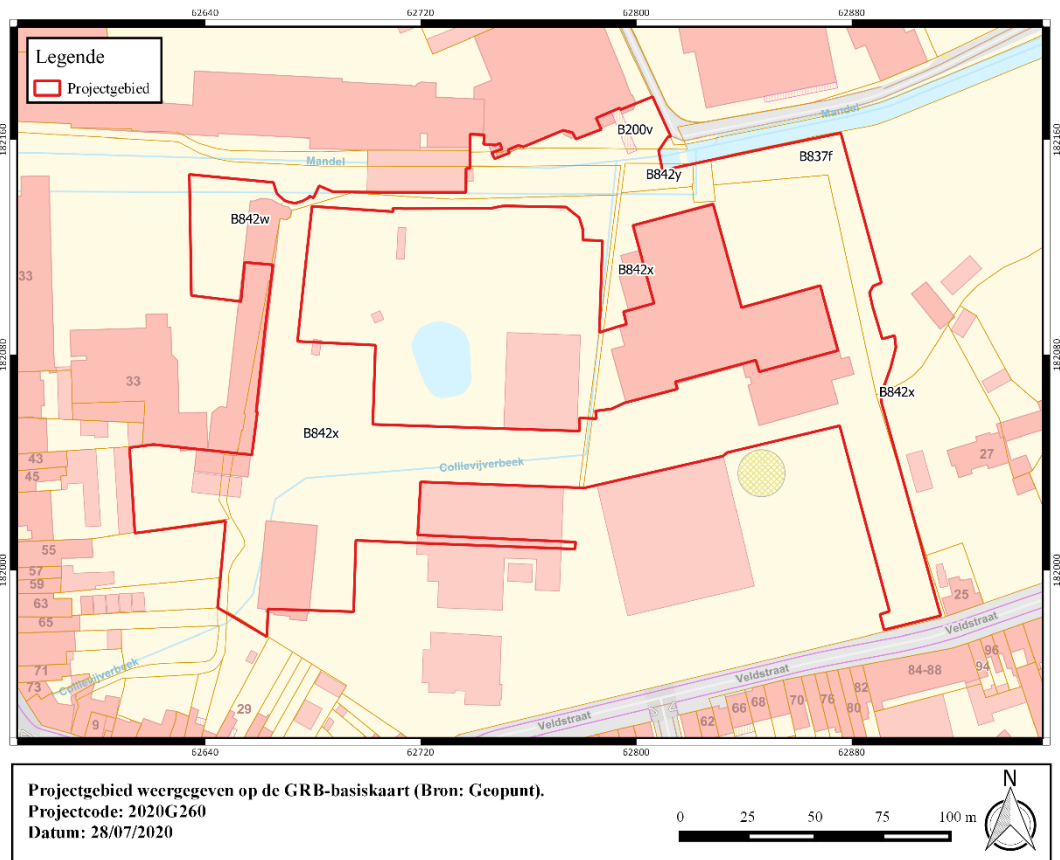 62640 62720 62800 62880
Legende
Projectgebied
182160
182160
Mandel
B200v
Mandel
B837f
B842y
B842w
33
B842x
182080
182080
33
B842x
B842x
43
45
27
Collievijverbeek
55
57
59
63
65
71
73
182000
182000
25
Veldstraat
96
94
84-88
Veldstraat
82
80
76
70
68
66
62
Veldstraat
Collievijverbeek
29
9
62640 62720 62800 62880
Projectgebied weergegeven op de GRB-basiskaart (Bron: Geopunt).
Projectcode: 2020G260
Datum: 28/07/2020
0 25 50 75 100 m
N